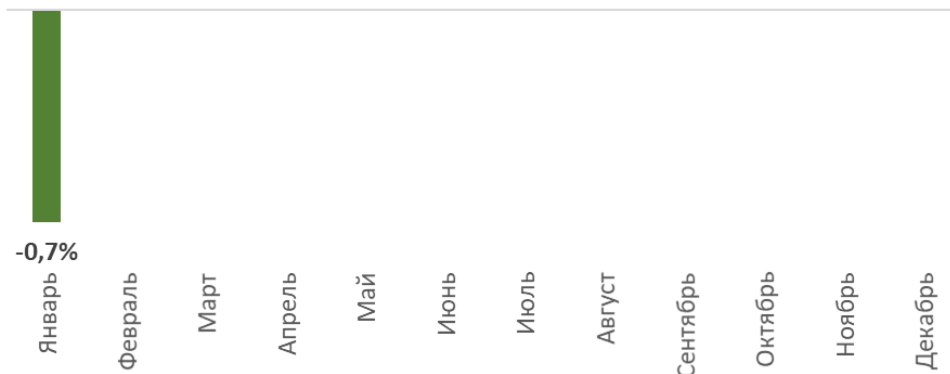 -0,7%
Январь
Февраль
Март
Апрель
Май
Июнь
Июль
Август
Сентябрь
Октябрь
Ноябрь
Декабрь